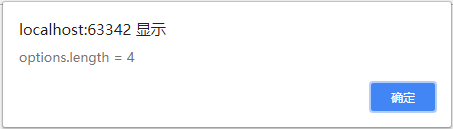 localhost:63342 显示
options.length = 4
确定